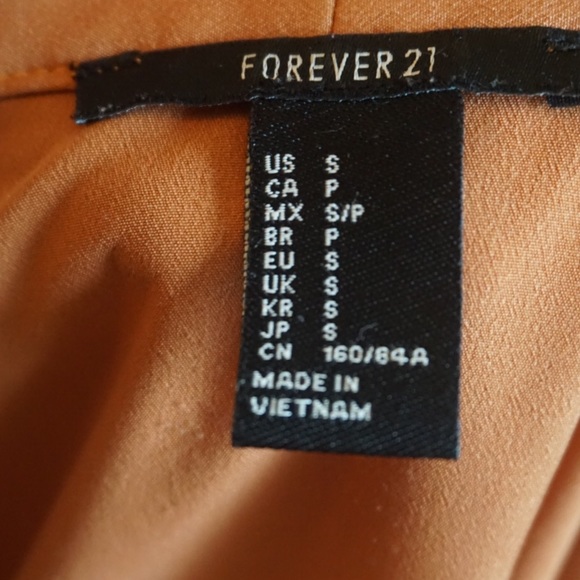 FOREVER 21
US S
CA P
MX S/P
BR P
EU S
UK S
KR S
JP S
CN 160/84A
MADE IN
VIETNAM